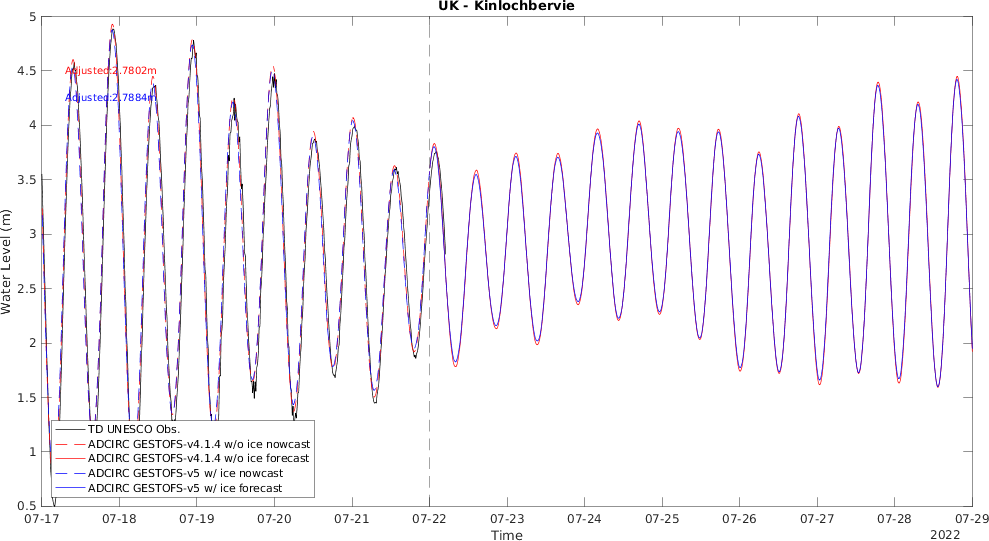 UK - Kinlochbervie
5
4.5
4
3.5
3
2.5
2
1.5
1
0.5
Water Level (m)
Adjusted:2.7802m
Adjusted:2.7884m
TD UNESCO Obs.
ADCIRC GESTOFS-v4.1.4 w/o ice nowcast
ADCIRC GESTOFS-v4.1.4 w/o ice forecast
ADCIRC GESTOFS-v5 w/ ice nowcast
ADCIRC GESTOFS-v5 w/ ice forecast
07-17 07-18 07-19 07-20 07-21 07-22 07-23 07-24 07-25 07-26 07-27 07-28 07-29
Time
2022